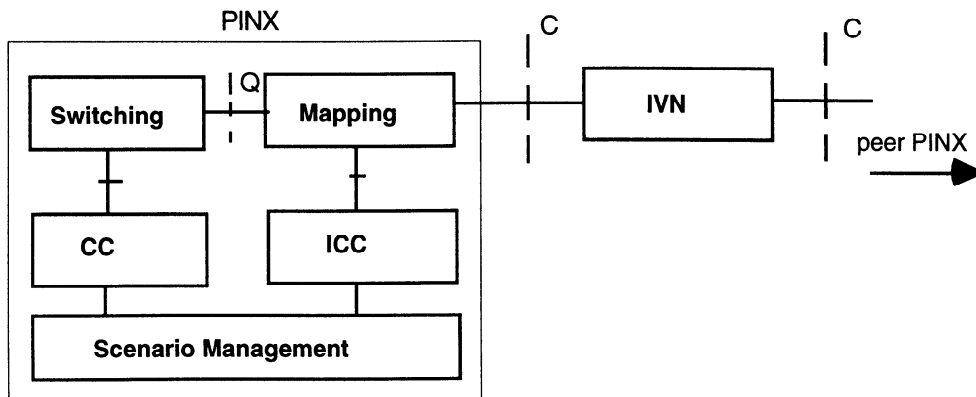 PINX
C
C
Q
Switching
Mapping
IVN
peer PINX
CC
ICC
Scenario Management